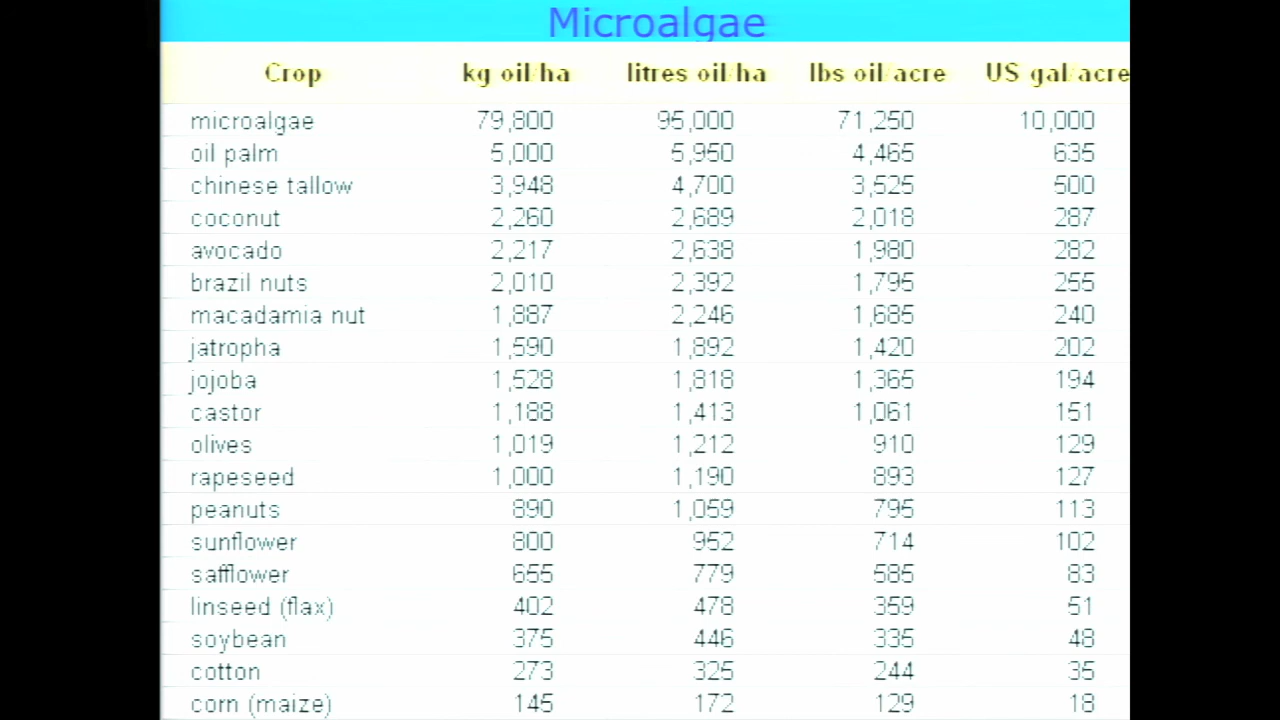 Microalgae
Crop kg oil/ha litres oil/ha lbs oil/acre US gal/acre
microalgae 79,800 95,000 71,250 10,000
oil palm 5,000 5,950 4,465 635
chinese tallow 3,948 4,700 3,525 500
coconut 2,260 2,689 2,018 287
avocado 2,217 2,638 1,980 282
brazil nuts 2,010 2,392 1,795 255
macadamia nut 1,887 2,246 1,685 240
jatropha 1,590 1,892 1,420 202
jojoba 1,528 1,818 1,365 194
castor 1,188 1,413 1,061 151
olives 1,019 1,212 910 129
rapeseed 1,000 1,190 893 127
peanuts 890 1,059 795 113
sunflower 800 952 714 102
safflower 655 779 585 83
linseed (flax) 402 478 359 51
soybean 375 446 335 48
cotton 273 325 244 35
corn (maize) 145 172 129 18